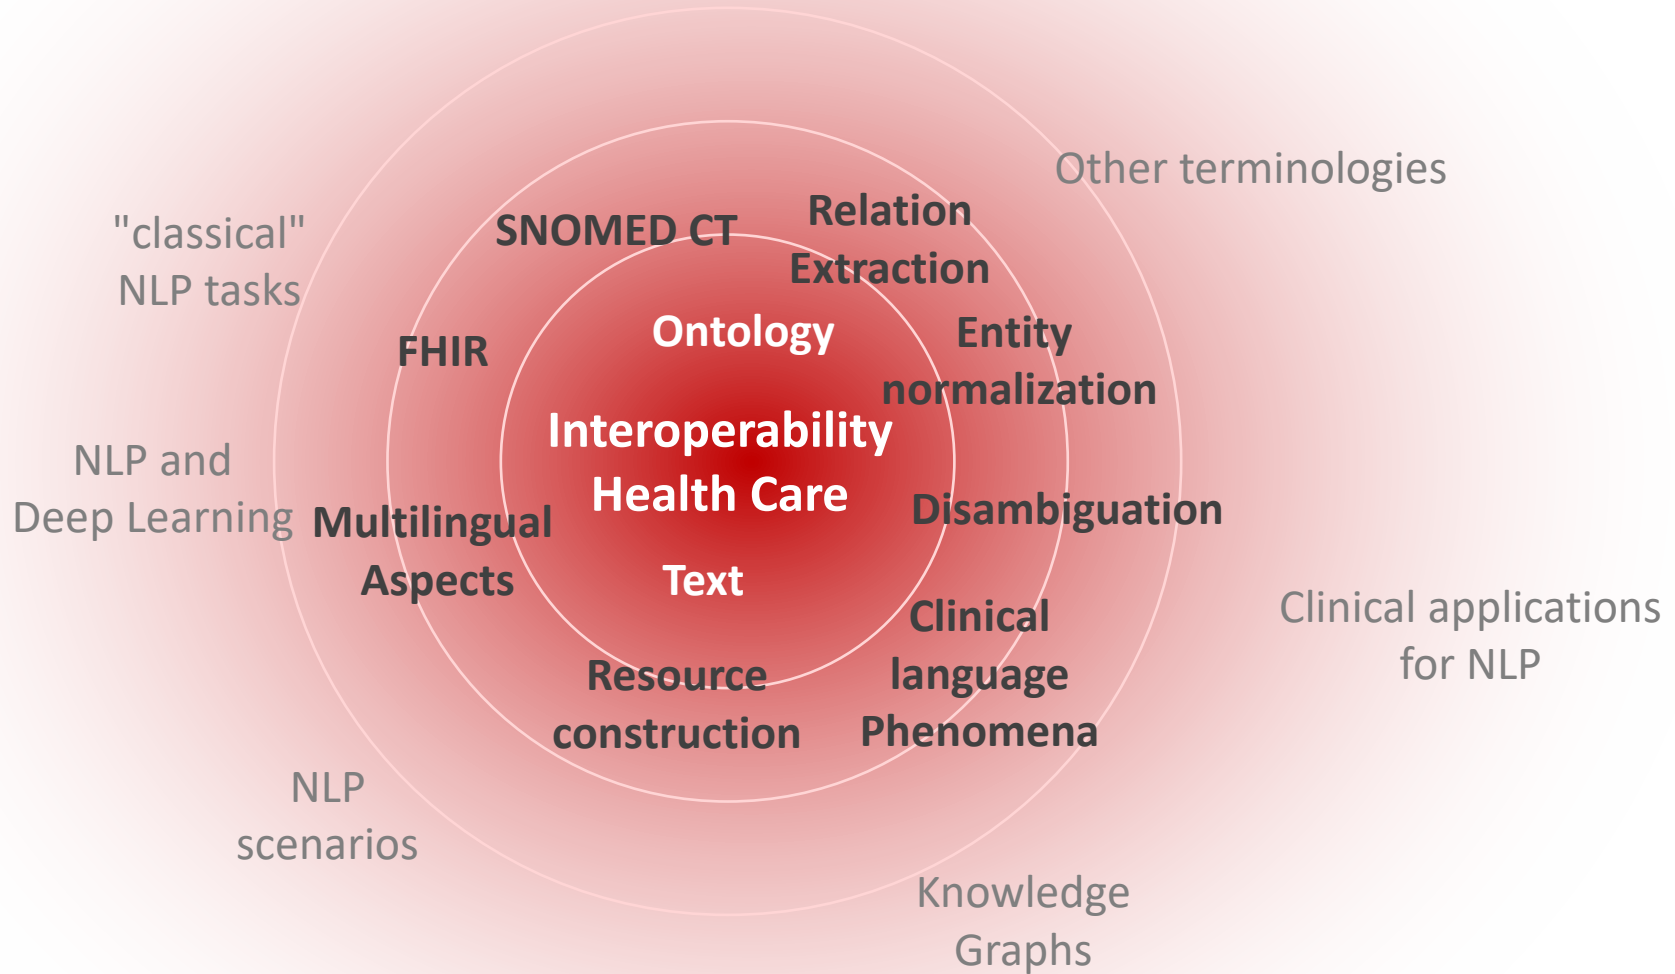 Other terminologies
"classical"
NLP tasks
SNOMED CT
Relation
Extraction
FHIR
Ontology
Entity
normalization
Interoperability
Health Care
NLP and
Deep Learning
Multilingual
Aspects
Disambiguation
Text
Clinical
language
Phenomena
Clinical applications
for NLP
Resource
construction
NLP
scenarios
Knowledge
Graphs